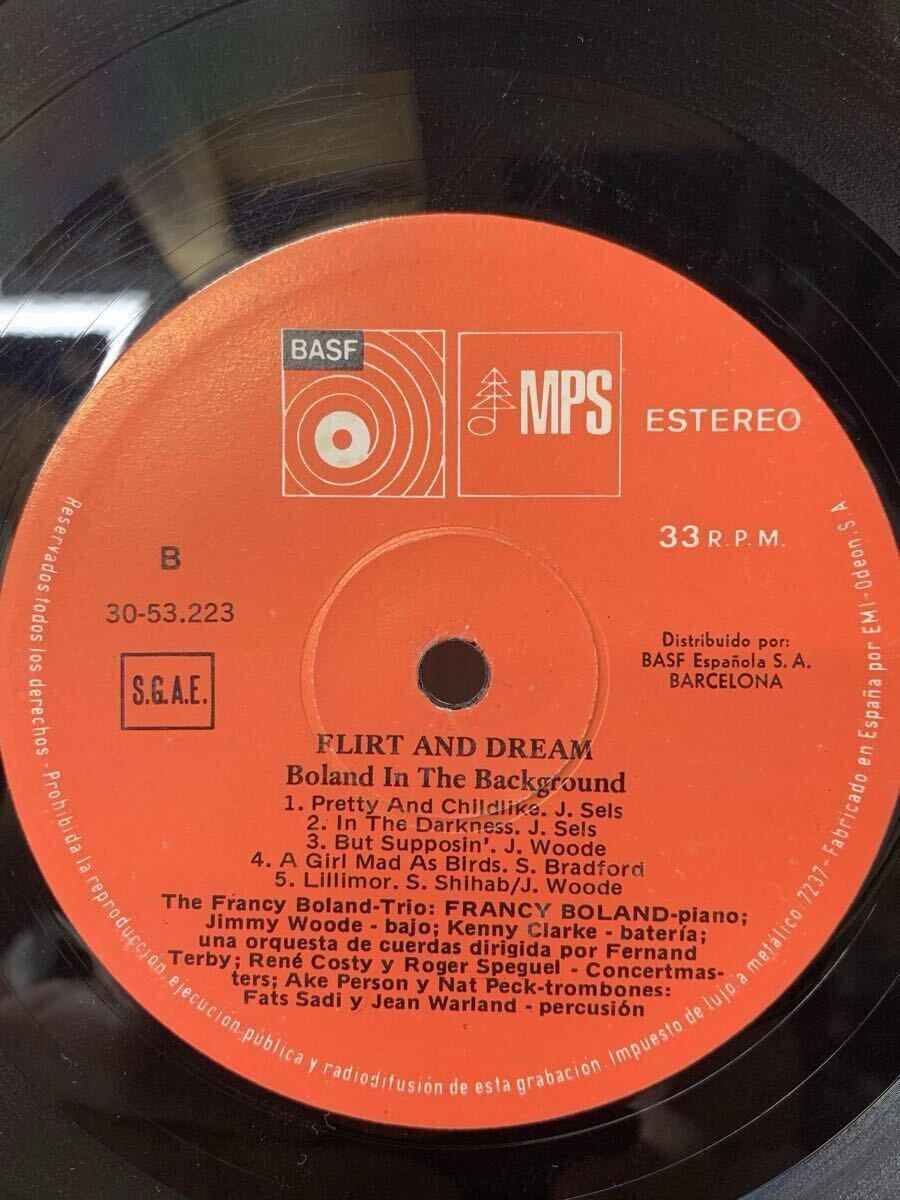 BASF
MPS
ESTEREO
33 R.P.M.
B
30-53.223
S.G.A.E.
Distribuido por:
BASF Española S. A.
BARCELONA
FLIRT AND DREAM
Boland In The Background
1. Pretty And Childlike. J. Sels
2. In The Darkness. J. Sels
3. But Supposin'. J. Woode
4. A Girl Mad As Birds. S. Bradford
5. Lillimor. S. Shihab/J. Woode
The Francy Boland-Trio: FRANCY BOLAND-piano;
Jimmy Woode - bajo; Kenny Clarke - batería;
una orquesta de cuerdas dirigida por Fernand
Terby; René Costy y Roger Speguel - Concertmas-
ters; Ake Person y Nat Peck-trombones:
Fats Sadi y Jean Warland - percusión
Reservados todos los derechos - Prohibida la reproducción, ejecución pública y radiodifusión de esta grabación. Impuesto de lujo a metálico. 7237 - Fabricado en España por EMI-Odeon, S A